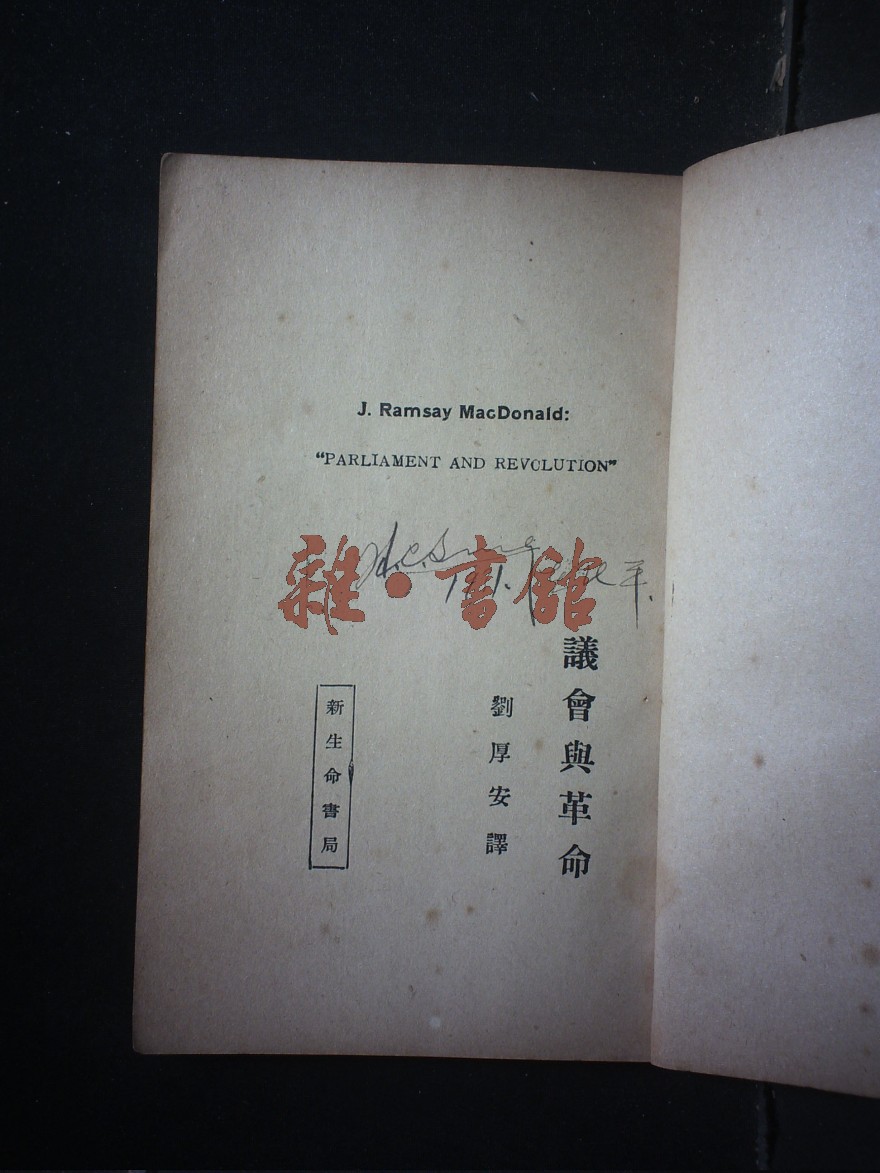 J. Ramsay MacDonald:
“PARLIAMENT AND REVOLUTION”
雜·書館
議會與革命
劉厚安譯
新生命書局